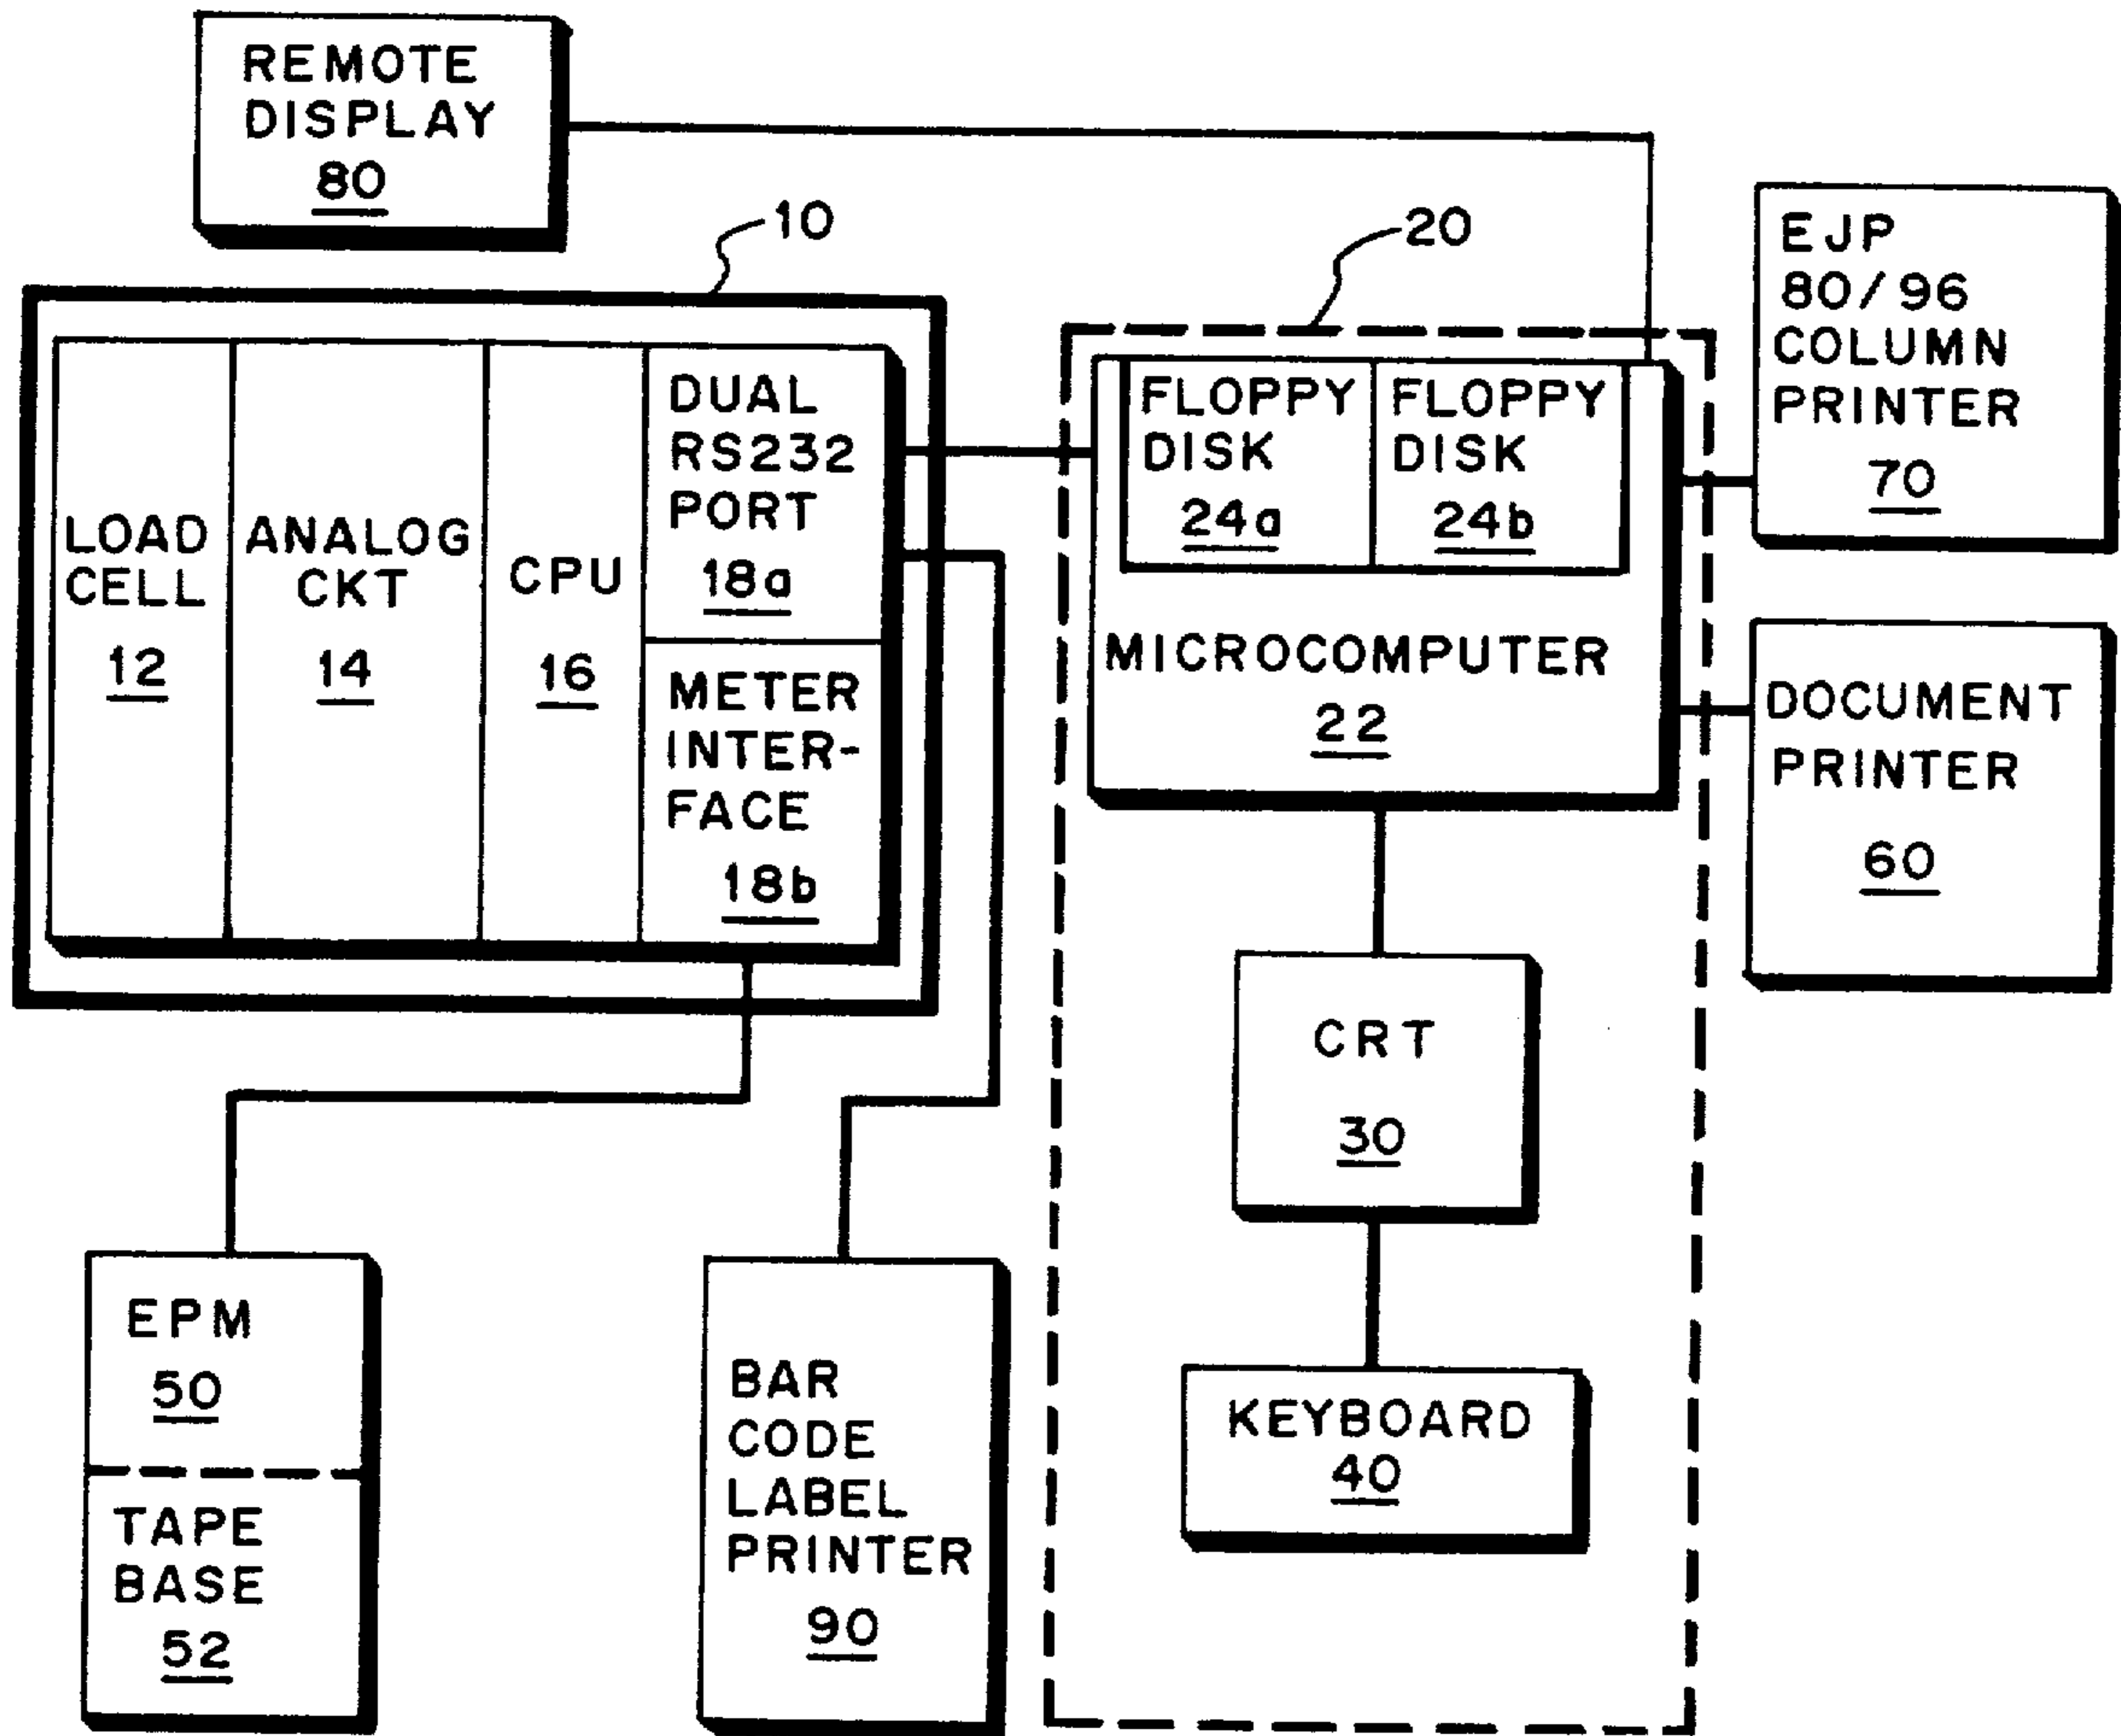 REMOTE
DISPLAY
80
10
20
EJP
80/96
COLUMN
PRINTER
70
LOAD
CELL
12
ANALOG
CKT
14
CPU
16
DUAL
RS232
PORT
18a
METER
INTER-
FACE
18b
FLOPPY
DISK
24a
FLOPPY
DISK
24b
MICROCOMPUTER
22
DOCUMENT
PRINTER
60
CRT
30
KEYBOARD
40
EPM
50
TAPE
BASE
52
BAR
CODE
LABEL
PRINTER
90